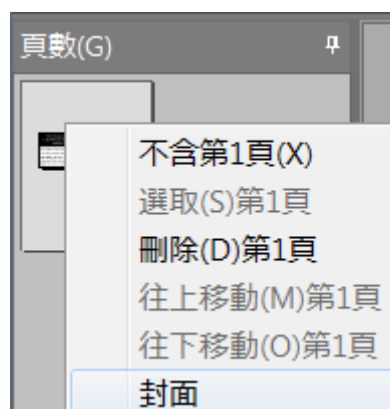 頁數(G)
不含第1頁(X)
選取(S)第1頁
刪除(D)第1頁
往上移動(M)第1頁
往下移動(O)第1頁
封面